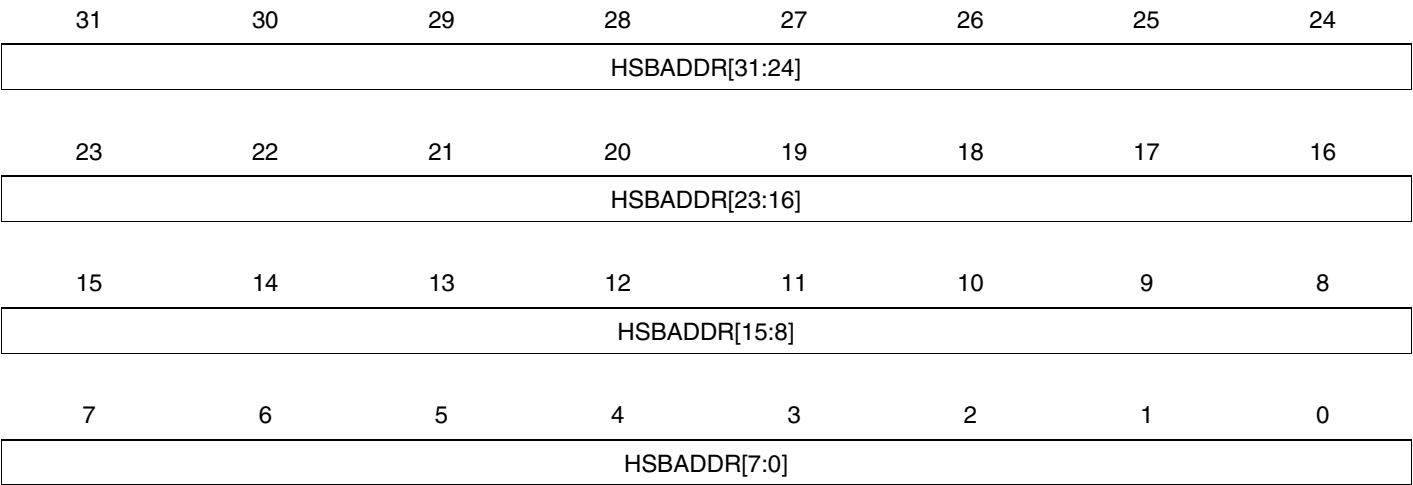 31 30 29 28 27 26 25 24
HSBADDR[31:24]
23 22 21 20 19 18 17 16
HSBADDR[23:16]
15 14 13 12 11 10 9 8
HSBADDR[15:8]
7 6 5 4 3 2 1 0
HSBADDR[7:0]